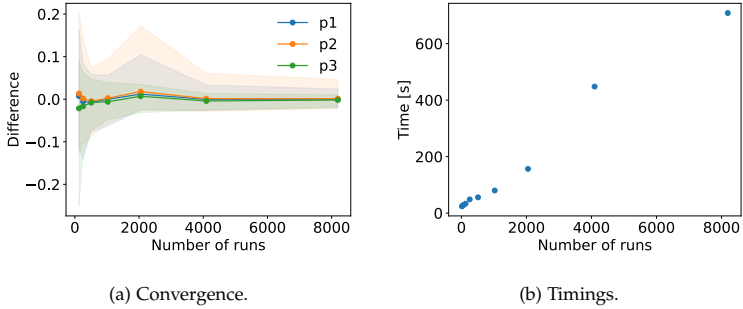 0.2
0.1
0.0
−0.1
−0.2
Difference
0
2000
4000
6000
8000
Number of runs
p1
p2
p3
(a) Convergence.
600
400
200
0
Time [s]
0
2000
4000
6000
8000
Number of runs
(b) Timings.